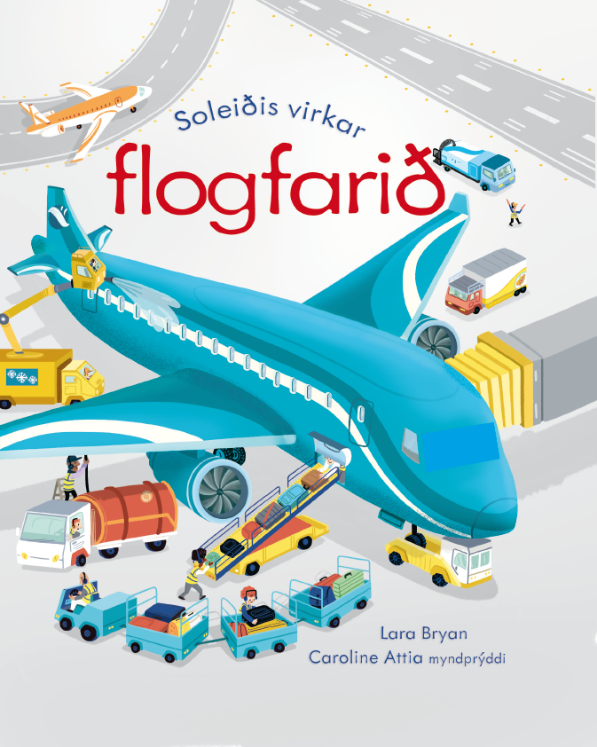 Soleiðis virkar
flogfarið
Lara Bryan
Caroline Attia myndprýddi